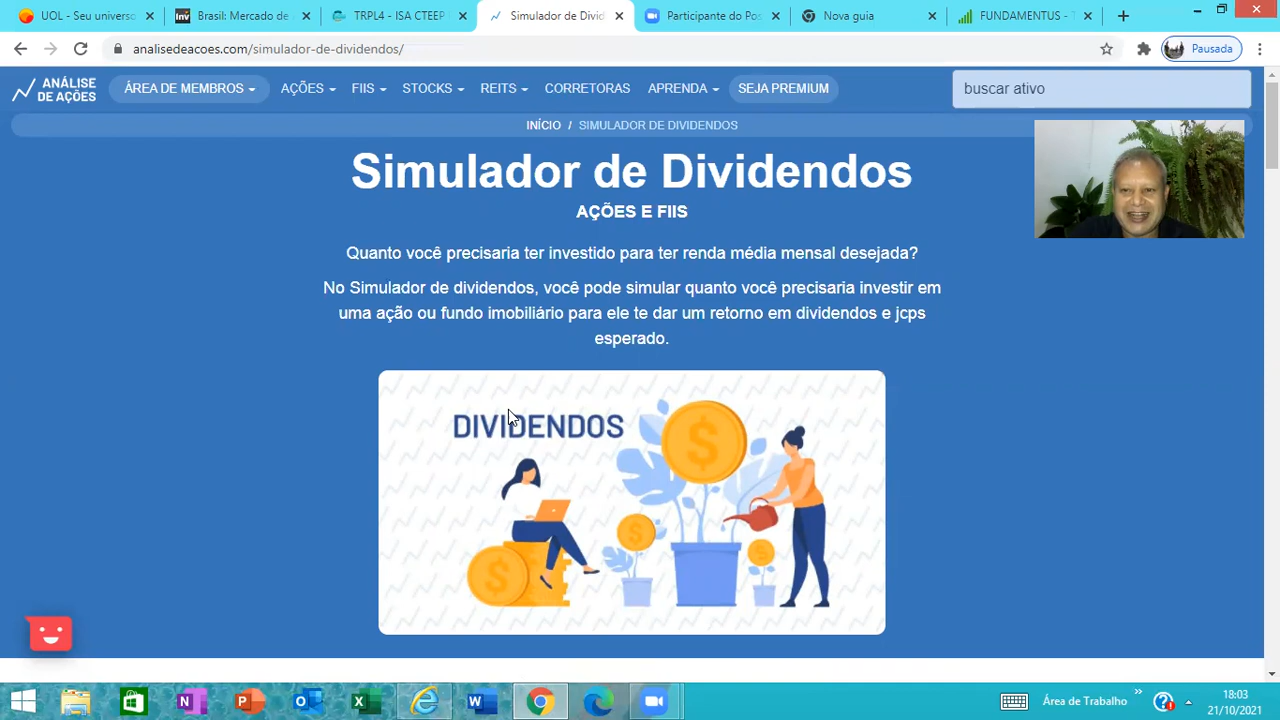 UOL - Seu universo
Brasil: Mercado de
TRPL4 - ISA CTEEP
Simulador de Divid
Participante do Pos
Nova guia
FUNDAMENTUS - T
analisedeacoes.com/simulador-de-dividendos/
Pausada
ANÁLISE
DE AÇÕES
ÁREA DE MEMBROS
AÇÕES
FIIS
STOCKS
REITS
CORRETORAS
APRENDA
SEJA PREMIUM
buscar ativo
INÍCIO / SIMULADOR DE DIVIDENDOS
Simulador de Dividendos
AÇÕES E FIIS
Quanto você precisaria ter investido para ter renda média mensal desejada?
No Simulador de dividendos, você pode simular quanto você precisaria investir em
uma ação ou fundo imobiliário para ele te dar um retorno em dividendos e jcps
esperado.
DIVIDENDOS
Área de Trabalho
18:03
21/10/2021